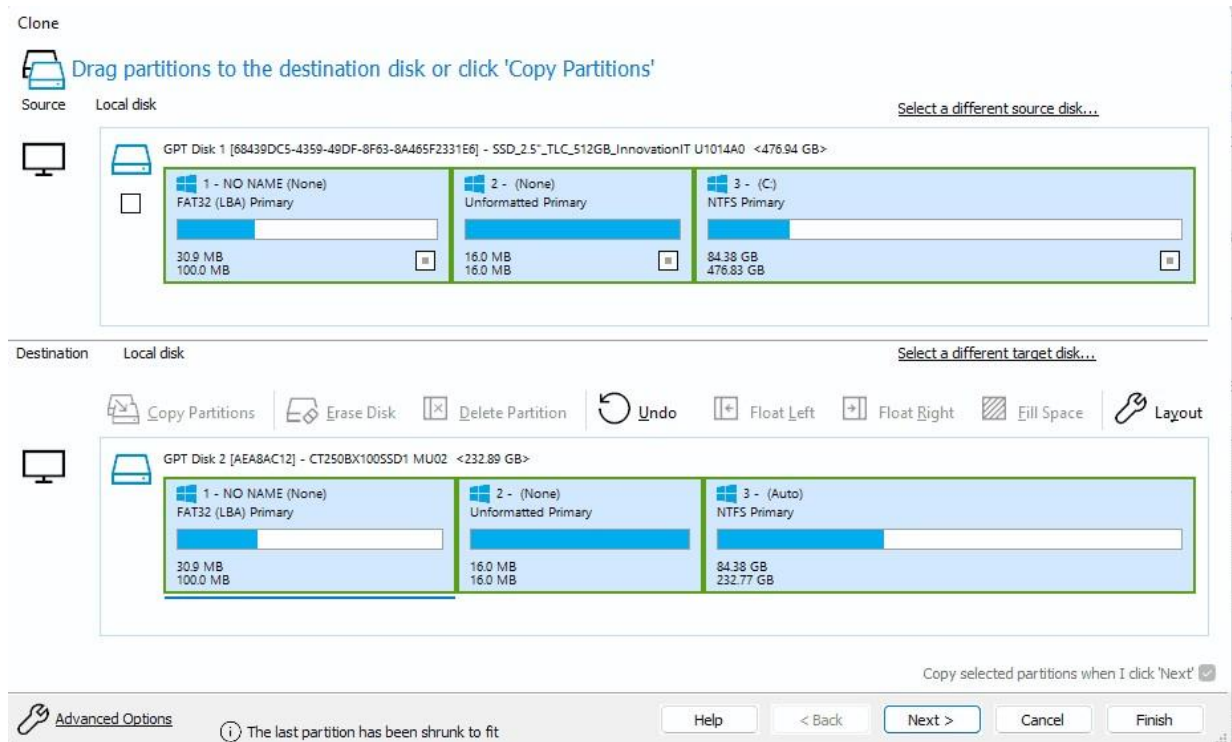 Clone
Drag partitions to the destination disk or click 'Copy Partitions'
Source Local disk Select a different source disk...
GPT Disk 1 [68439DC5-4359-49DF-8F63-8A465F2331E6] - SSD_2.5"_TLC_512GB_InnovationIT U1014A0 <476.94 GB>
1 - NO NAME (None)
FAT32 (LBA) Primary
30.9 MB
100.0 MB
2 - (None)
Unformatted Primary
16.0 MB
16.0 MB
3 - (C:)
NTFS Primary
84.38 GB
476.83 GB
Destination Local disk Select a different target disk...
Copy Partitions Erase Disk Delete Partition Undo Float Left Float Right Fill Space Layout
GPT Disk 2 [AEA8AC12] - CT250BX100SSD1 MU02 <232.89 GB>
1 - NO NAME (None)
FAT32 (LBA) Primary
30.9 MB
100.0 MB
2 - (None)
Unformatted Primary
16.0 MB
16.0 MB
3 - (Auto)
NTFS Primary
84.38 GB
232.77 GB
Copy selected partitions when I click 'Next'
Advanced Options The last partition has been shrunk to fit Help < Back Next > Cancel Finish